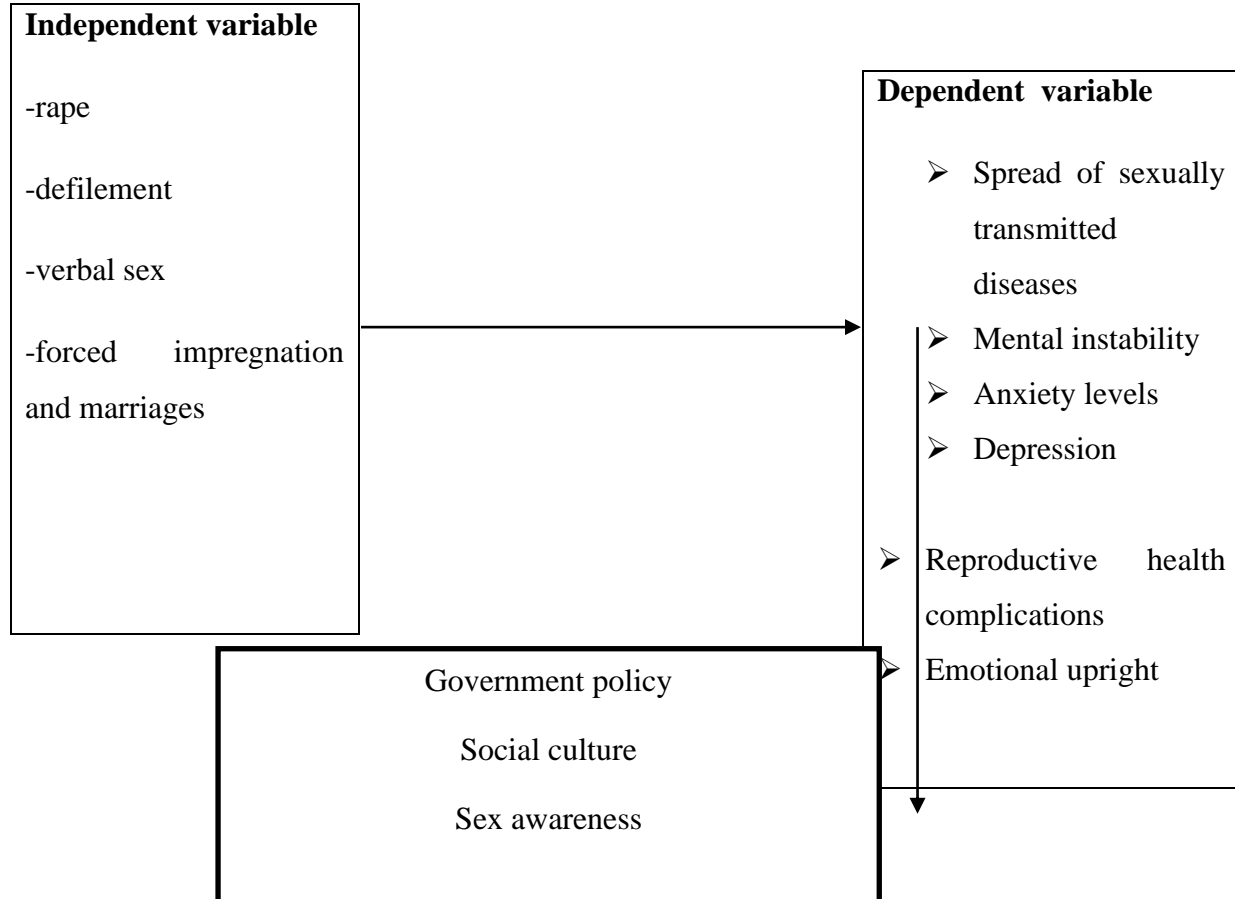 Independent variable
-rape
-defilement
-verbal sex
-forced impregnation
and marriages
Dependent variable
➢ Spread of sexually
transmitted
diseases
➢ Mental instability
➢ Anxiety levels
➢ Depression
➢ Reproductive health
complications
➢ Emotional upright
Government policy
Social culture
Sex awareness